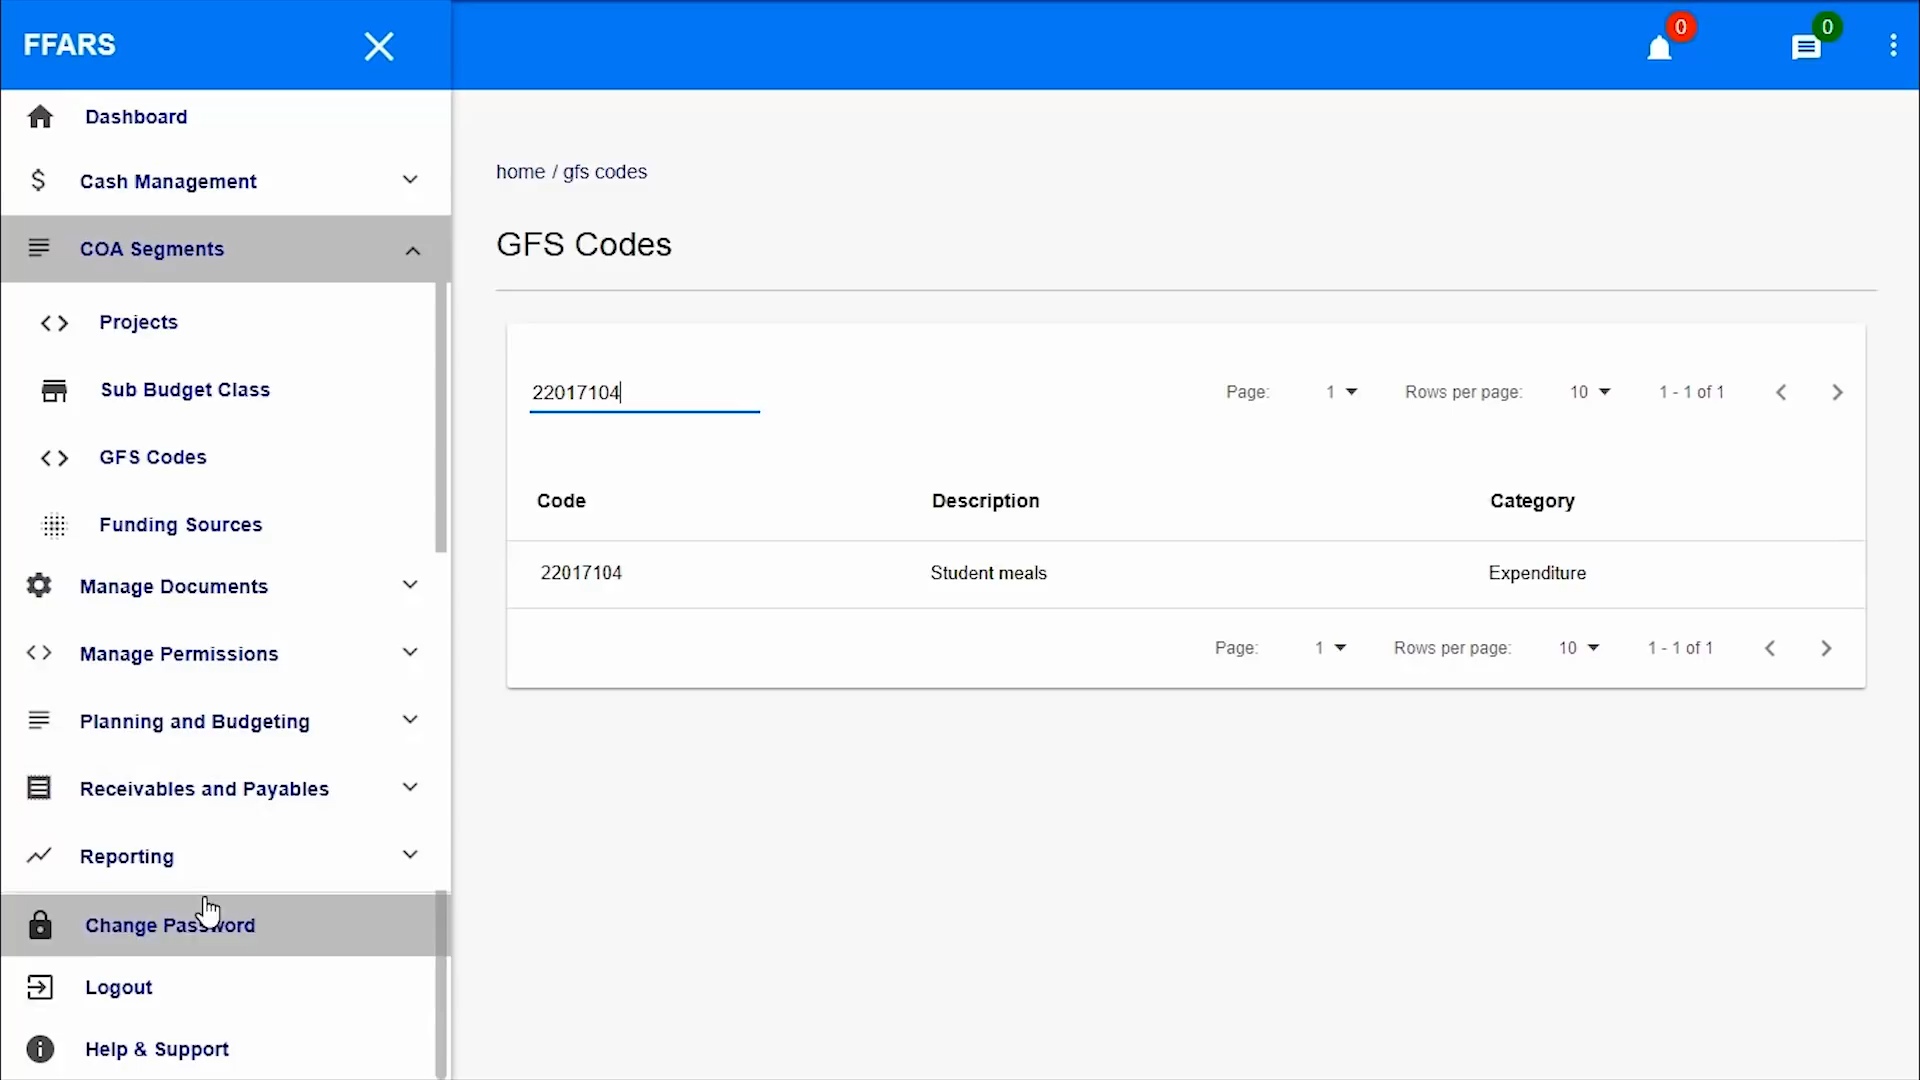 FFARS
0
0
Dashboard
Cash Management
COA Segments
Projects
Sub Budget Class
GFS Codes
Funding Sources
Manage Documents
Manage Permissions
Planning and Budgeting
Receivables and Payables
Reporting
Change Password
Logout
Help & Support
home / gfs codes
GFS Codes
22017104 Page: 1 Rows per page: 10 1 - 1 of 1
Code Description Category
22017104 Student meals Expenditure
Page: 1 Rows per page: 10 1 - 1 of 1